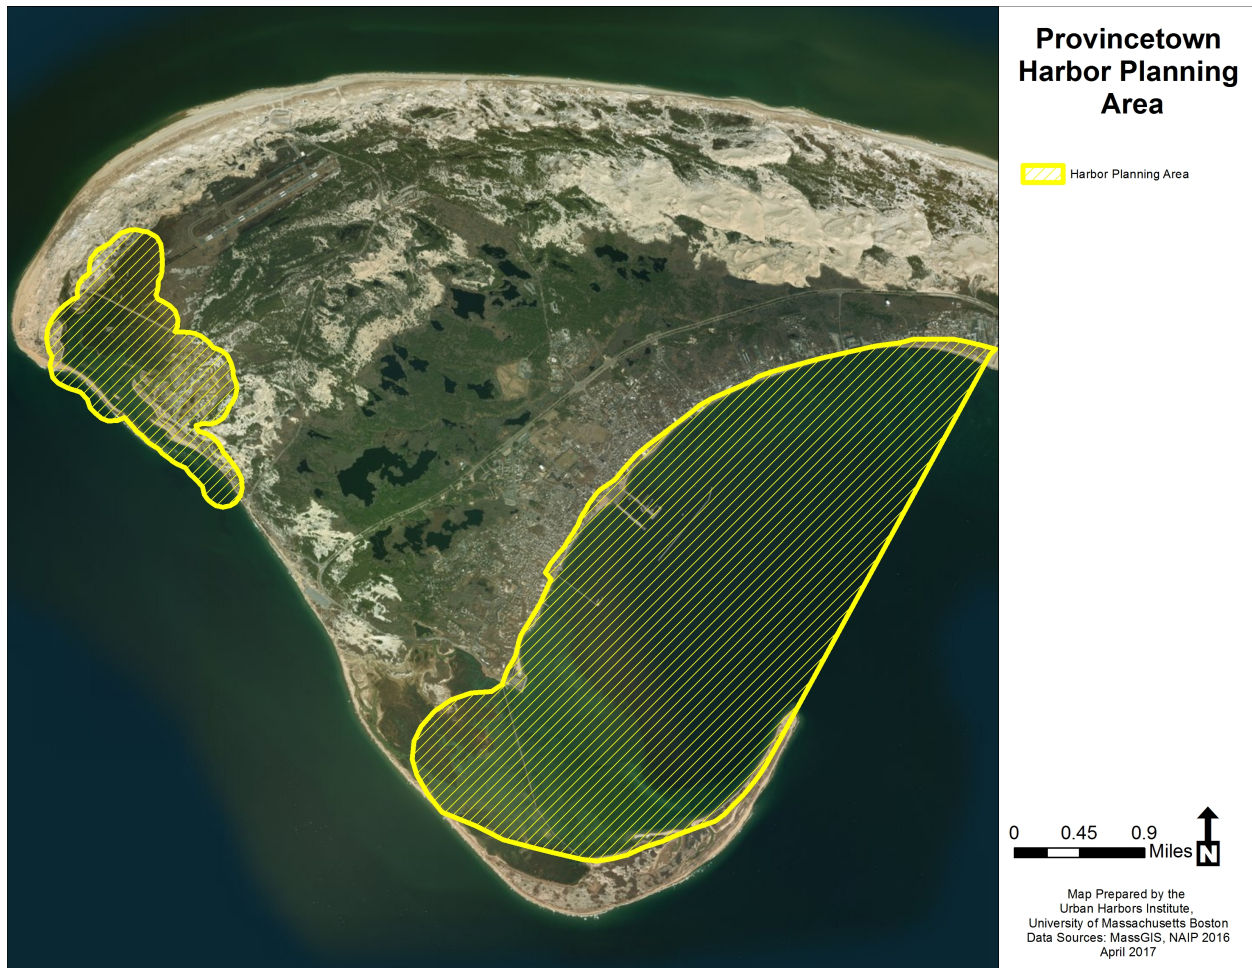 Provincetown
Harbor Planning
Area
Harbor Planning Area
0 0.45 0.9
Miles
N
Map Prepared by the
Urban Harbors Institute,
University of Massachusetts Boston
Data Sources: MassGIS, NAIP 2016
April 2017